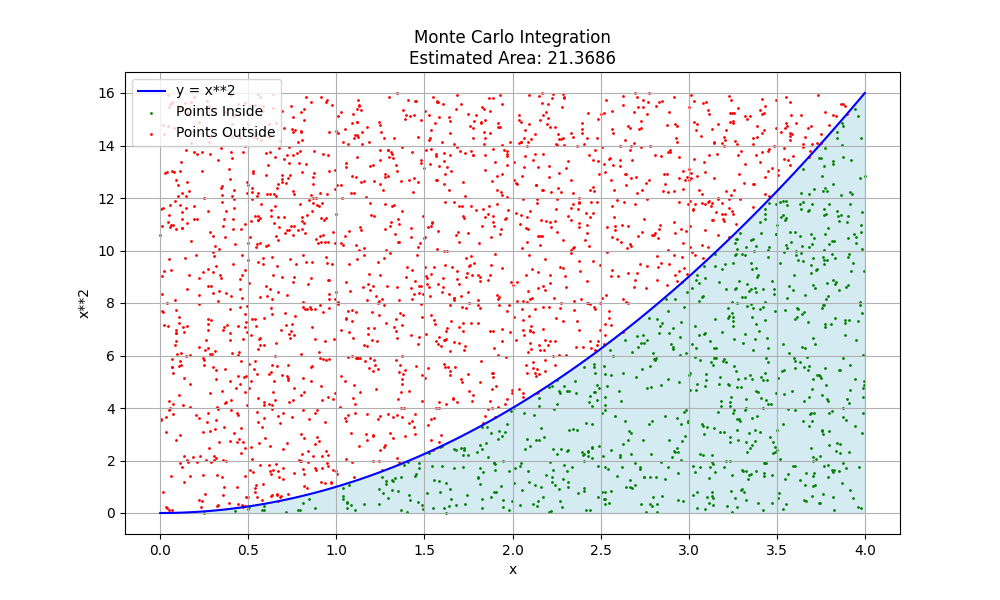 Monte Carlo Integration
Estimated Area: 21.3686
y = x**2
Points Inside
Points Outside
16
14
12
10
8
6
4
2
0
x**2
0.0 0.5 1.0 1.5 2.0 2.5 3.0 3.5 4.0
x